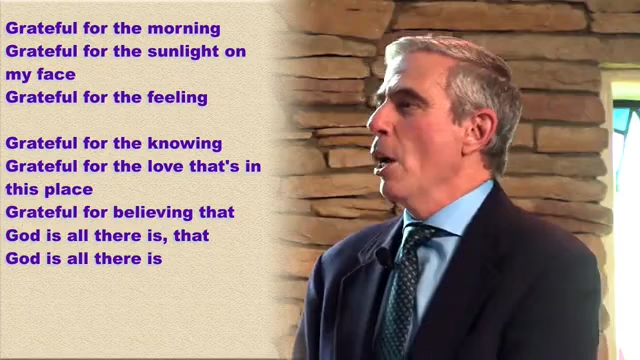 Grateful for the morning
Grateful for the sunlight on
my face
Grateful for the feeling
Grateful for the knowing
Grateful for the love that's in
this place
Grateful for believing that
God is all there is, that
God is all there is